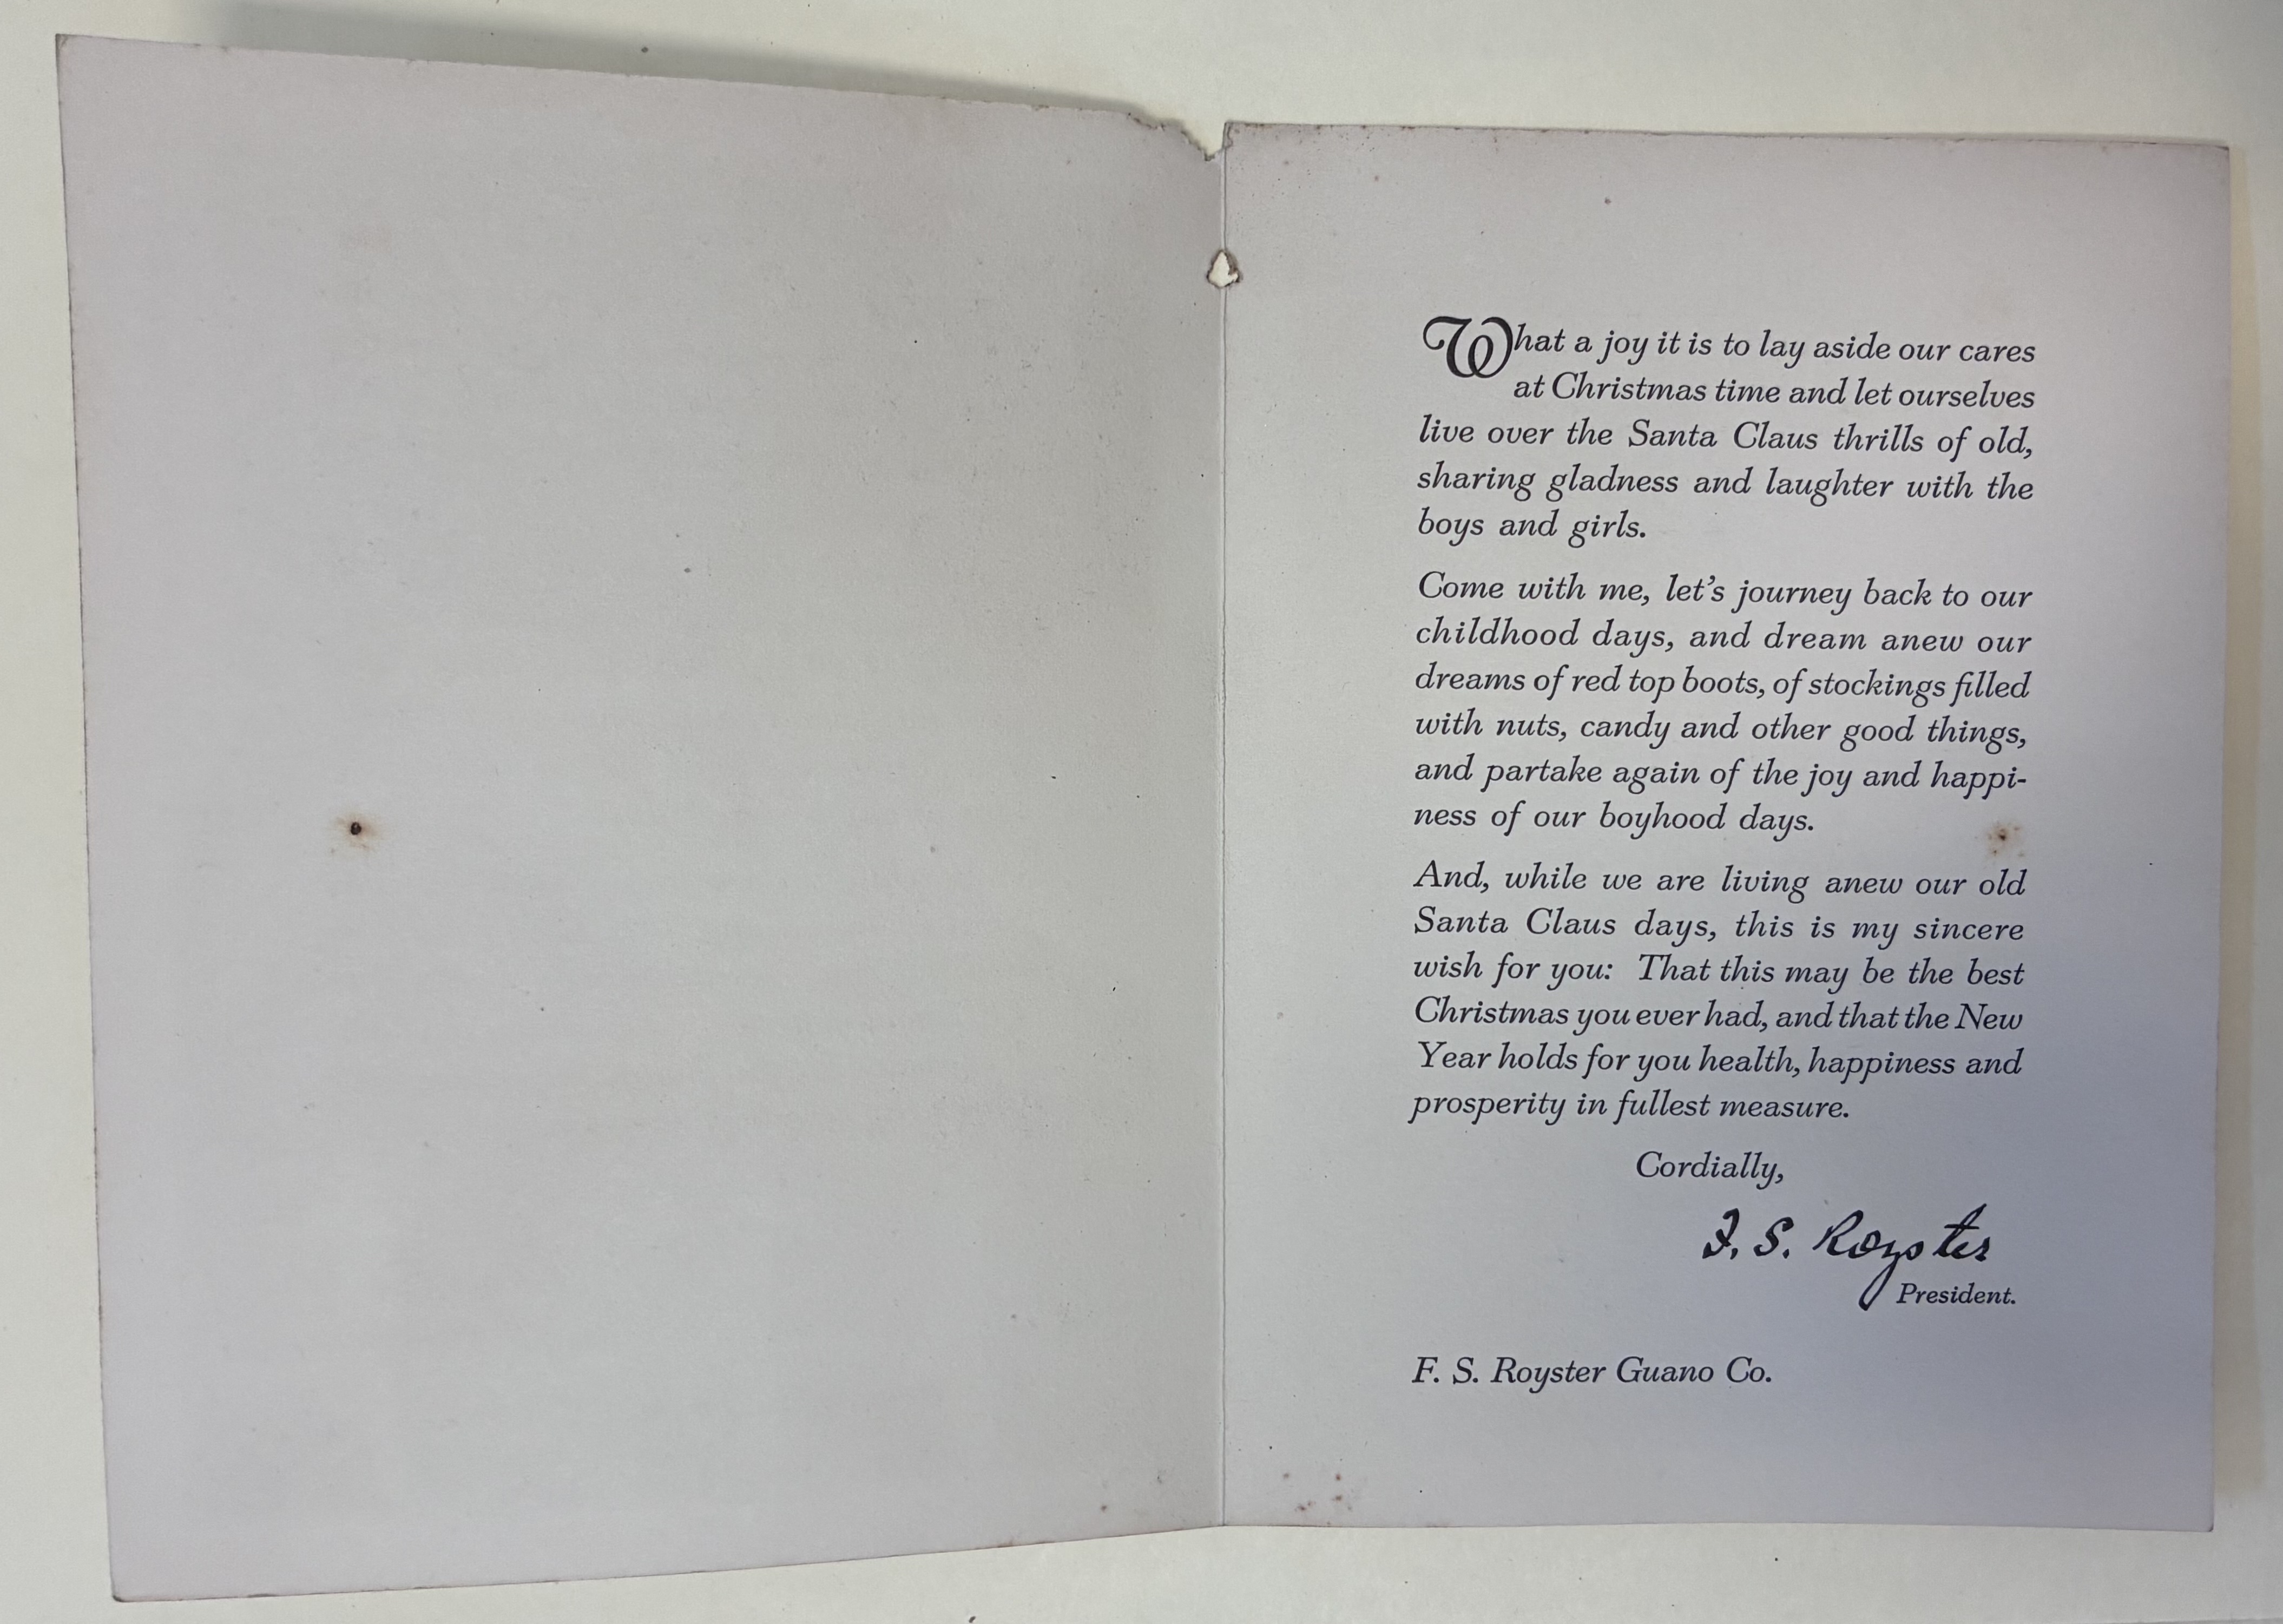 What a joy it is to lay aside our cares
at Christmas time and let ourselves
live over the Santa Claus thrills of old,
sharing gladness and laughter with the
boys and girls.
Come with me, let's journey back to our
childhood days, and dream anew our
dreams of red top boots, of stockings filled
with nuts, candy and other good things,
and partake again of the joy and happi-
ness of our boyhood days.
And, while we are living anew our old
Santa Claus days, this is my sincere
wish for you: That this may be the best
Christmas you ever had, and that the New
Year holds for you health, happiness and
prosperity in fullest measure.
Cordially,
F. S. Royster
President.
F. S. Royster Guano Co.